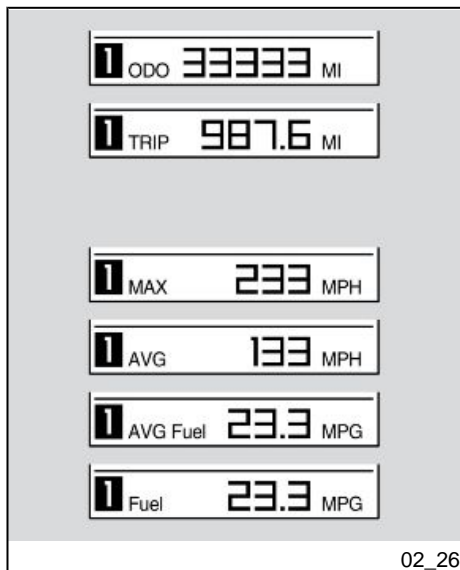 1 ODO 33333 MI
1 TRIP 987.6 MI
1 MAX 233 MPH
1 AVG 133 MPH
1 AVG Fuel 23.3 MPG
1 Fuel 23.3 MPG
02_26